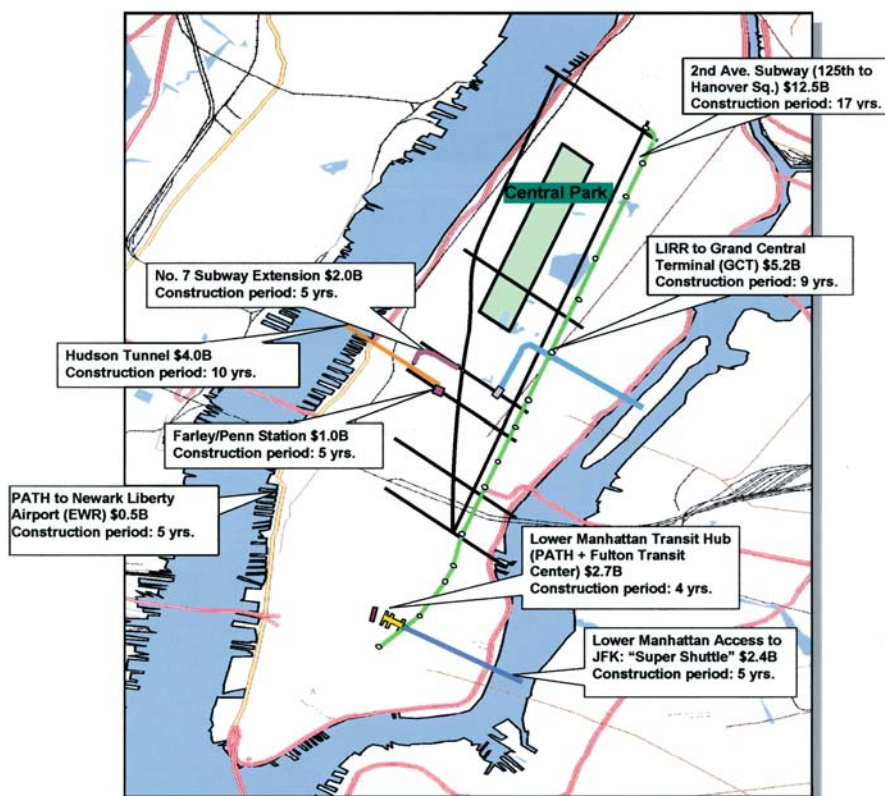 2nd Ave. Subway (125th to
Hanover Sq.) $12.5B
Construction period: 17 yrs.
Central Park
LIRR to Grand Central
Terminal (GCT) $5.2B
Construction period: 9 yrs.
No. 7 Subway Extension $2.0B
Construction period: 5 yrs.
Hudson Tunnel $4.0B
Construction period: 10 yrs.
Farley/Penn Station $1.0B
Construction period: 5 yrs.
PATH to Newark Liberty
Airport (EWR) $0.5B
Construction period: 5 yrs.
Lower Manhattan Transit Hub
(PATH + Fulton Transit
Center) $2.7B
Construction period: 4 yrs.
Lower Manhattan Access to
JFK: “Super Shuttle” $2.4B
Construction period: 5 yrs.